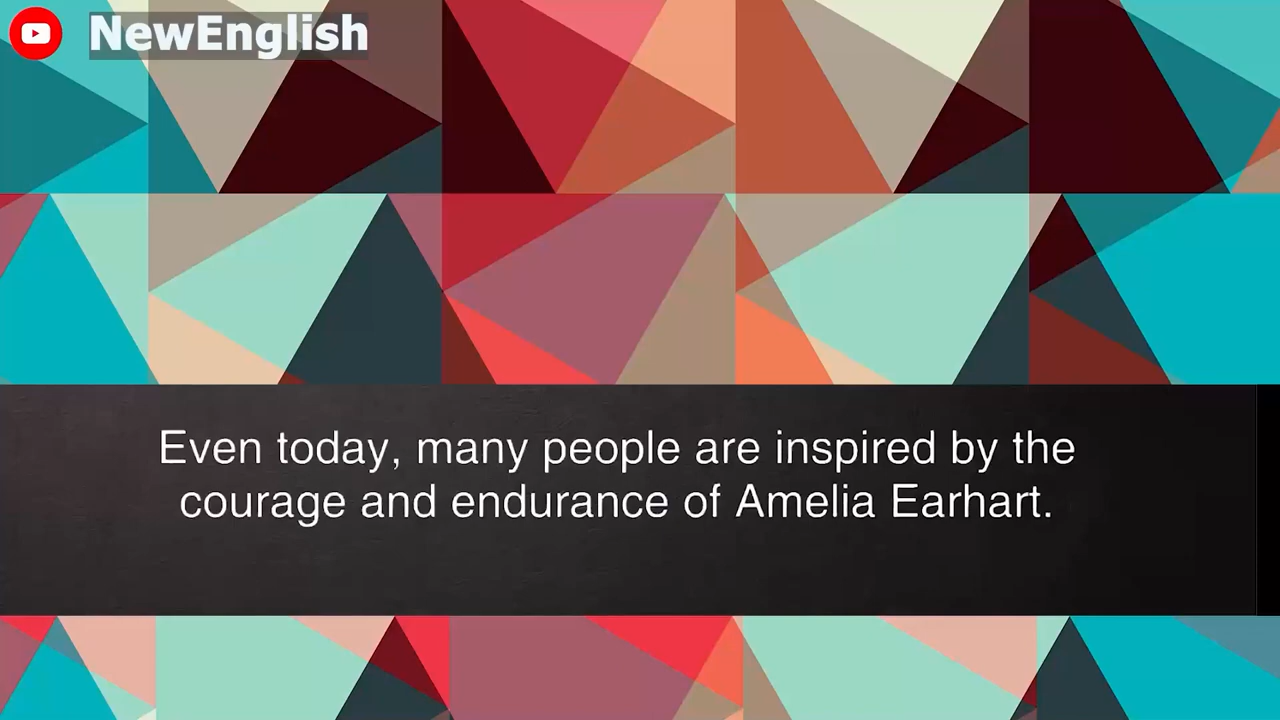 NewEnglish
Even today, many people are inspired by the
courage and endurance of Amelia Earhart.